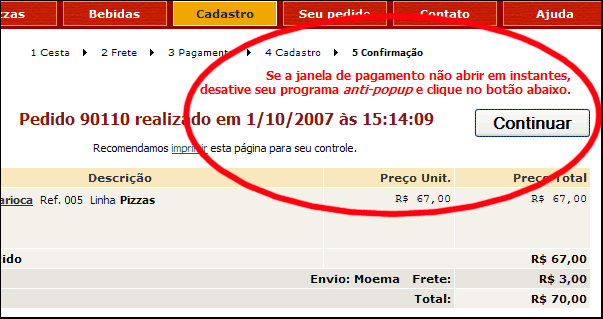 zzas Bebidas Cadastro Seu pedido Contato Ajuda
1 Cesta 2 Frete 3 Pagamento 4 Cadastro 5 Confirmação
Se a janela de pagamento não abrir em instantes,
desative seu programa anti-popup e clique no botão abaixo.
Pedido 90110 realizado em 1/10/2007 às 15:14:09
Continuar
Recomendamos imprimir esta página para seu controle.
Descrição Preço Unit. Preço Total
arioca Ref. 005 Linha Pizzas R$ 67,00 R$ 67,00
dido R$ 67,00
Envio: Moema Frete: R$ 3,00
Total: R$ 70,00